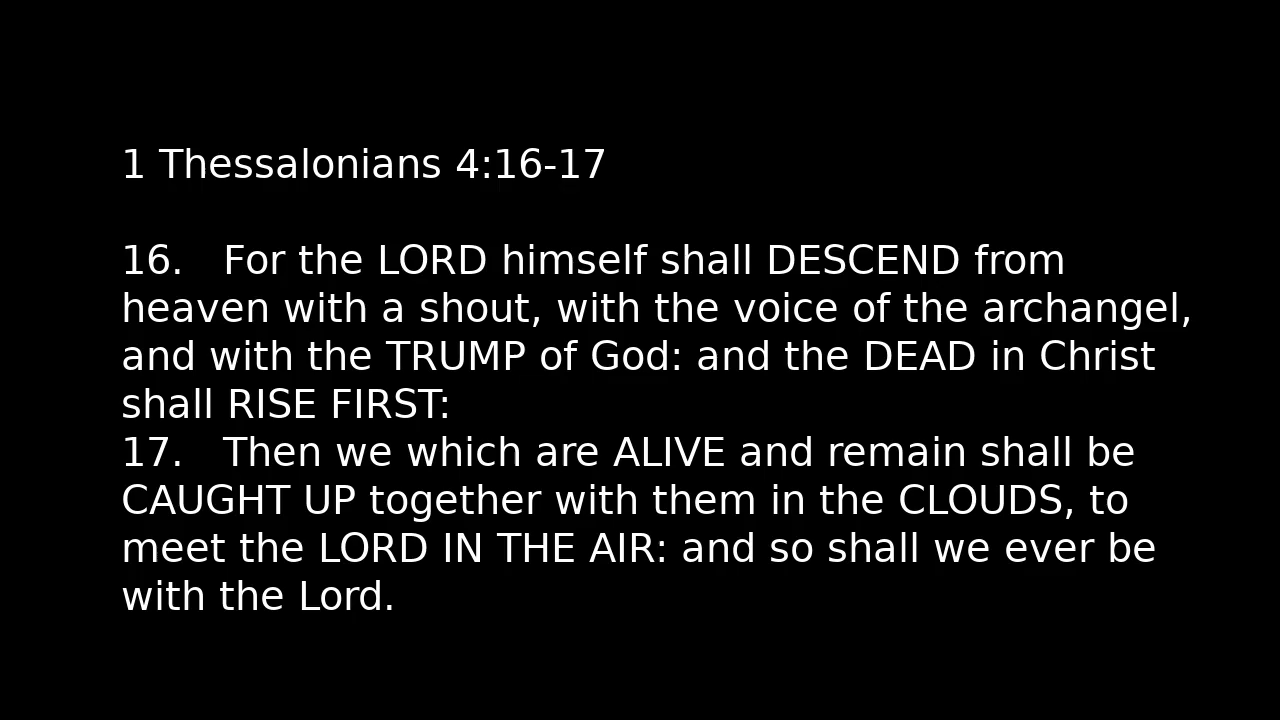 1 Thessalonians 4:16-17
16. For the LORD himself shall DESCEND from
heaven with a shout, with the voice of the archangel,
and with the TRUMP of God: and the DEAD in Christ
shall RISE FIRST:
17. Then we which are ALIVE and remain shall be
CAUGHT UP together with them in the CLOUDS, to
meet the LORD IN THE AIR: and so shall we ever be
with the Lord.